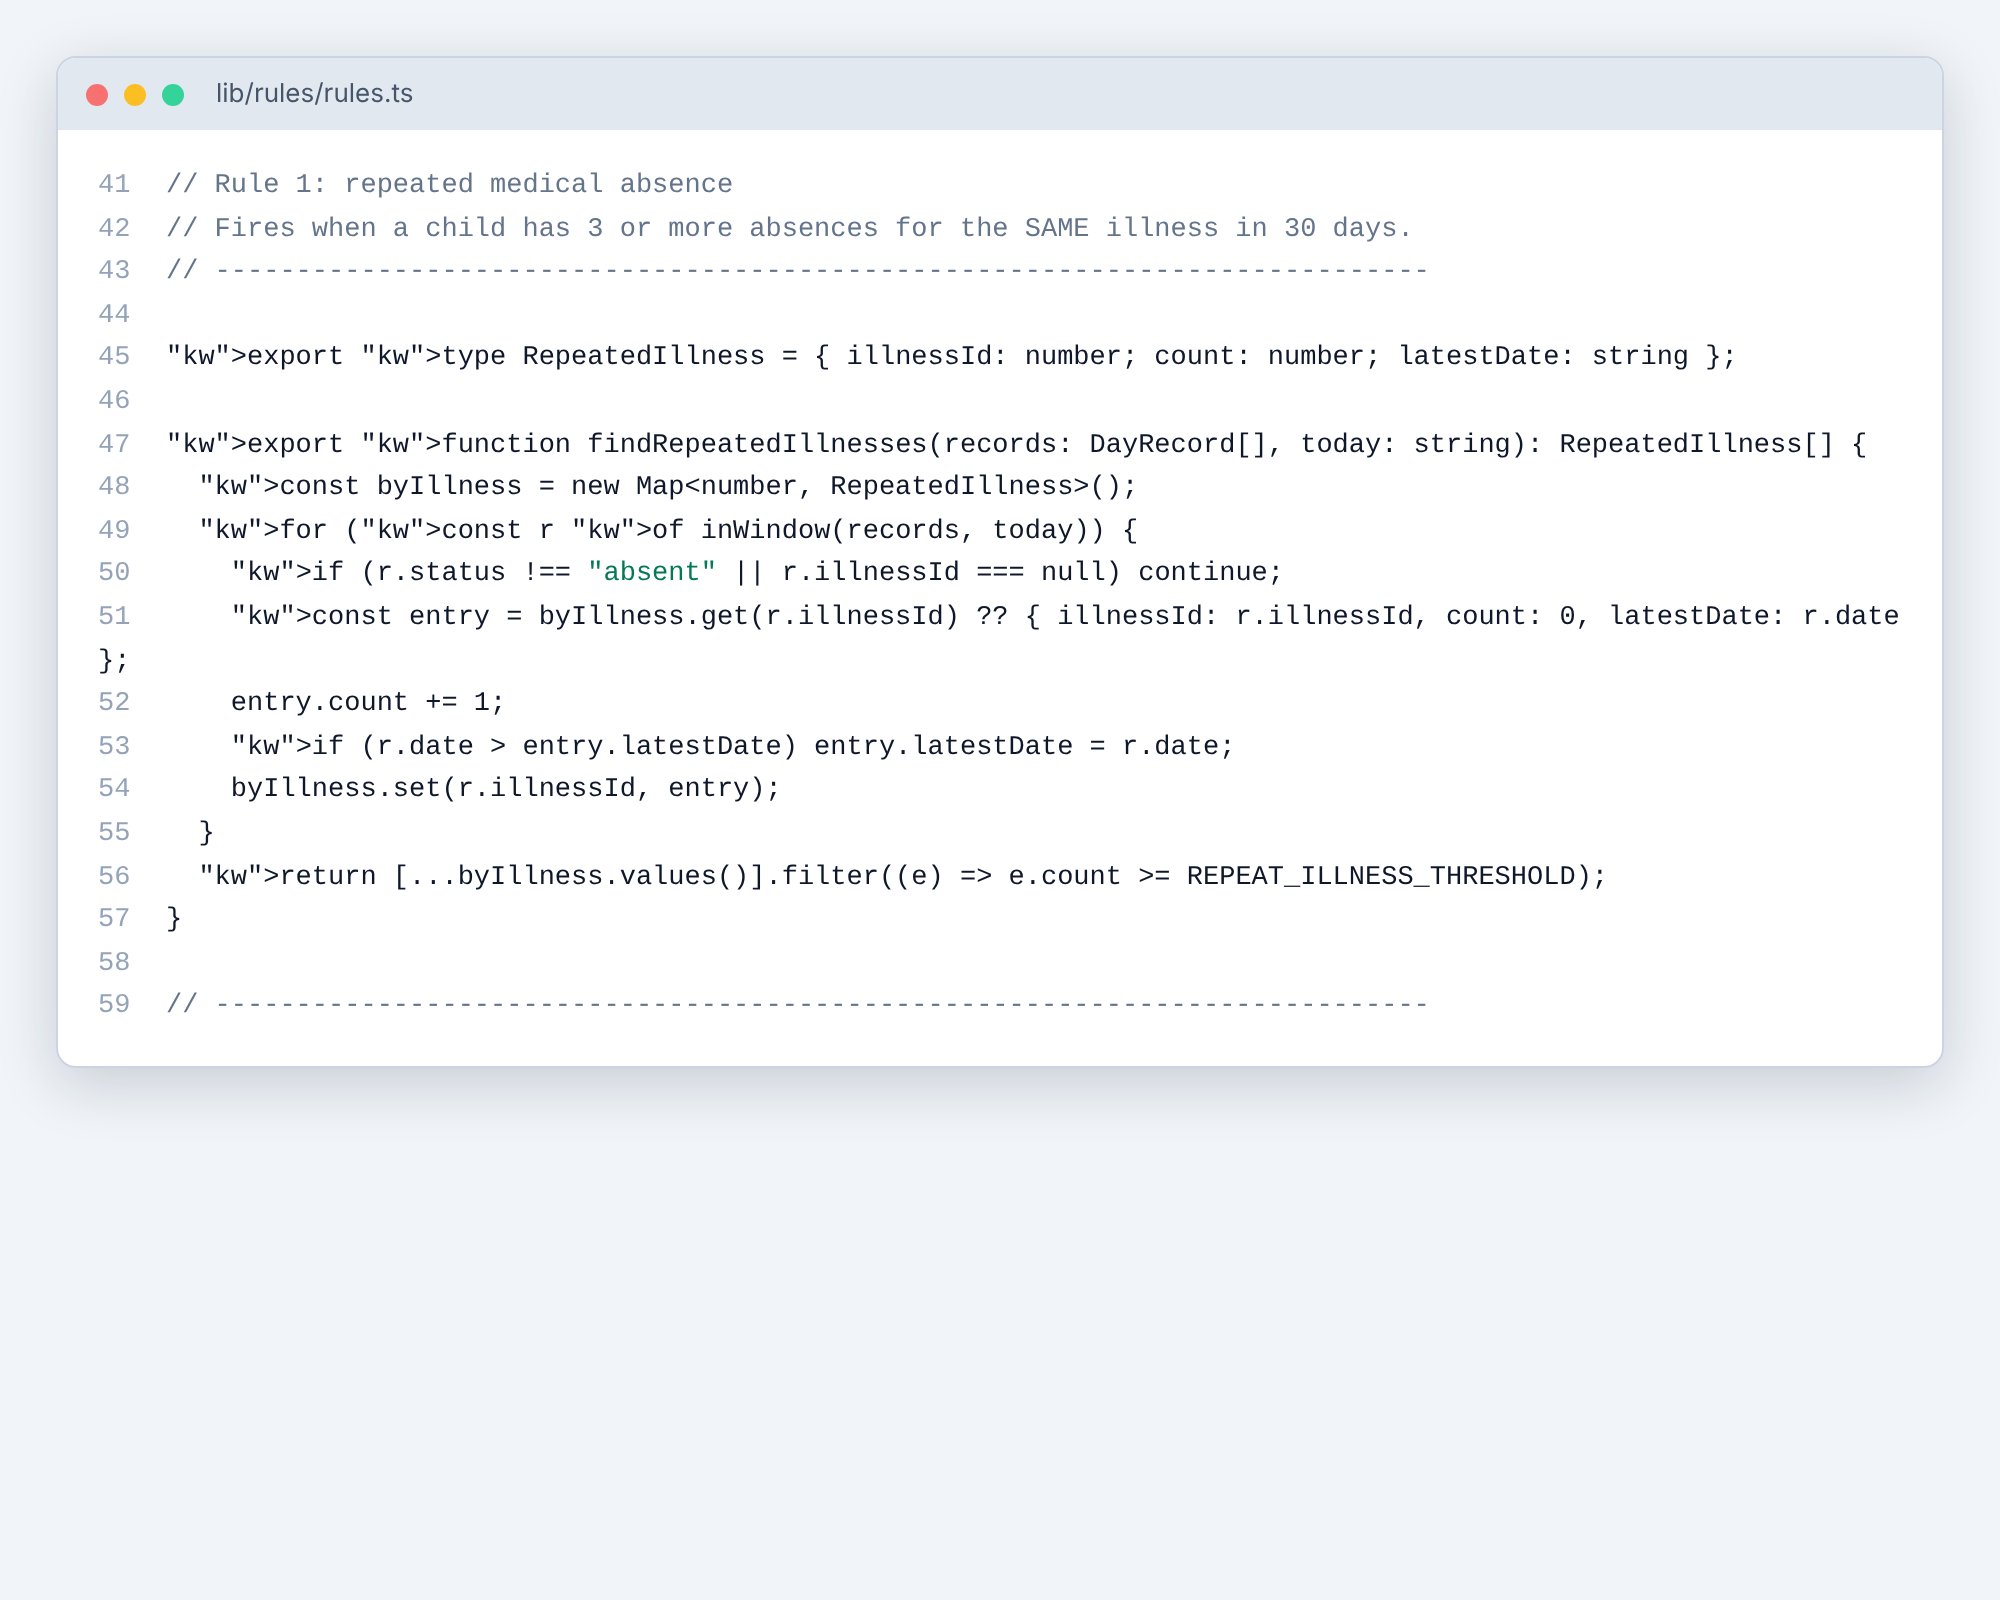 lib/rules/rules.ts
41 // Rule 1: repeated medical absence
42 // Fires when a child has 3 or more absences for the SAME illness in 30 days.
43 // ---------------------------------------------------------------------------
44
45 "kw">export "kw">type RepeatedIllness = { illnessId: number; count: number; latestDate: string };
46
47 "kw">export "kw">function findRepeatedIllnesses(records: DayRecord[], today: string): RepeatedIllness[] {
48   "kw">const byIllness = new Map<number, RepeatedIllness>();
49   "kw">for ("kw">const r "kw">of inWindow(records, today)) {
50     "kw">if (r.status !== "absent" || r.illnessId === null) continue;
51     "kw">const entry = byIllness.get(r.illnessId) ?? { illnessId: r.illnessId, count: 0, latestDate: r.date
};
52     entry.count += 1;
53     "kw">if (r.date > entry.latestDate) entry.latestDate = r.date;
54     byIllness.set(r.illnessId, entry);
55   }
56   "kw">return [...byIllness.values()].filter((e) => e.count >= REPEAT_ILLNESS_THRESHOLD);
57 }
58
59 // ---------------------------------------------------------------------------